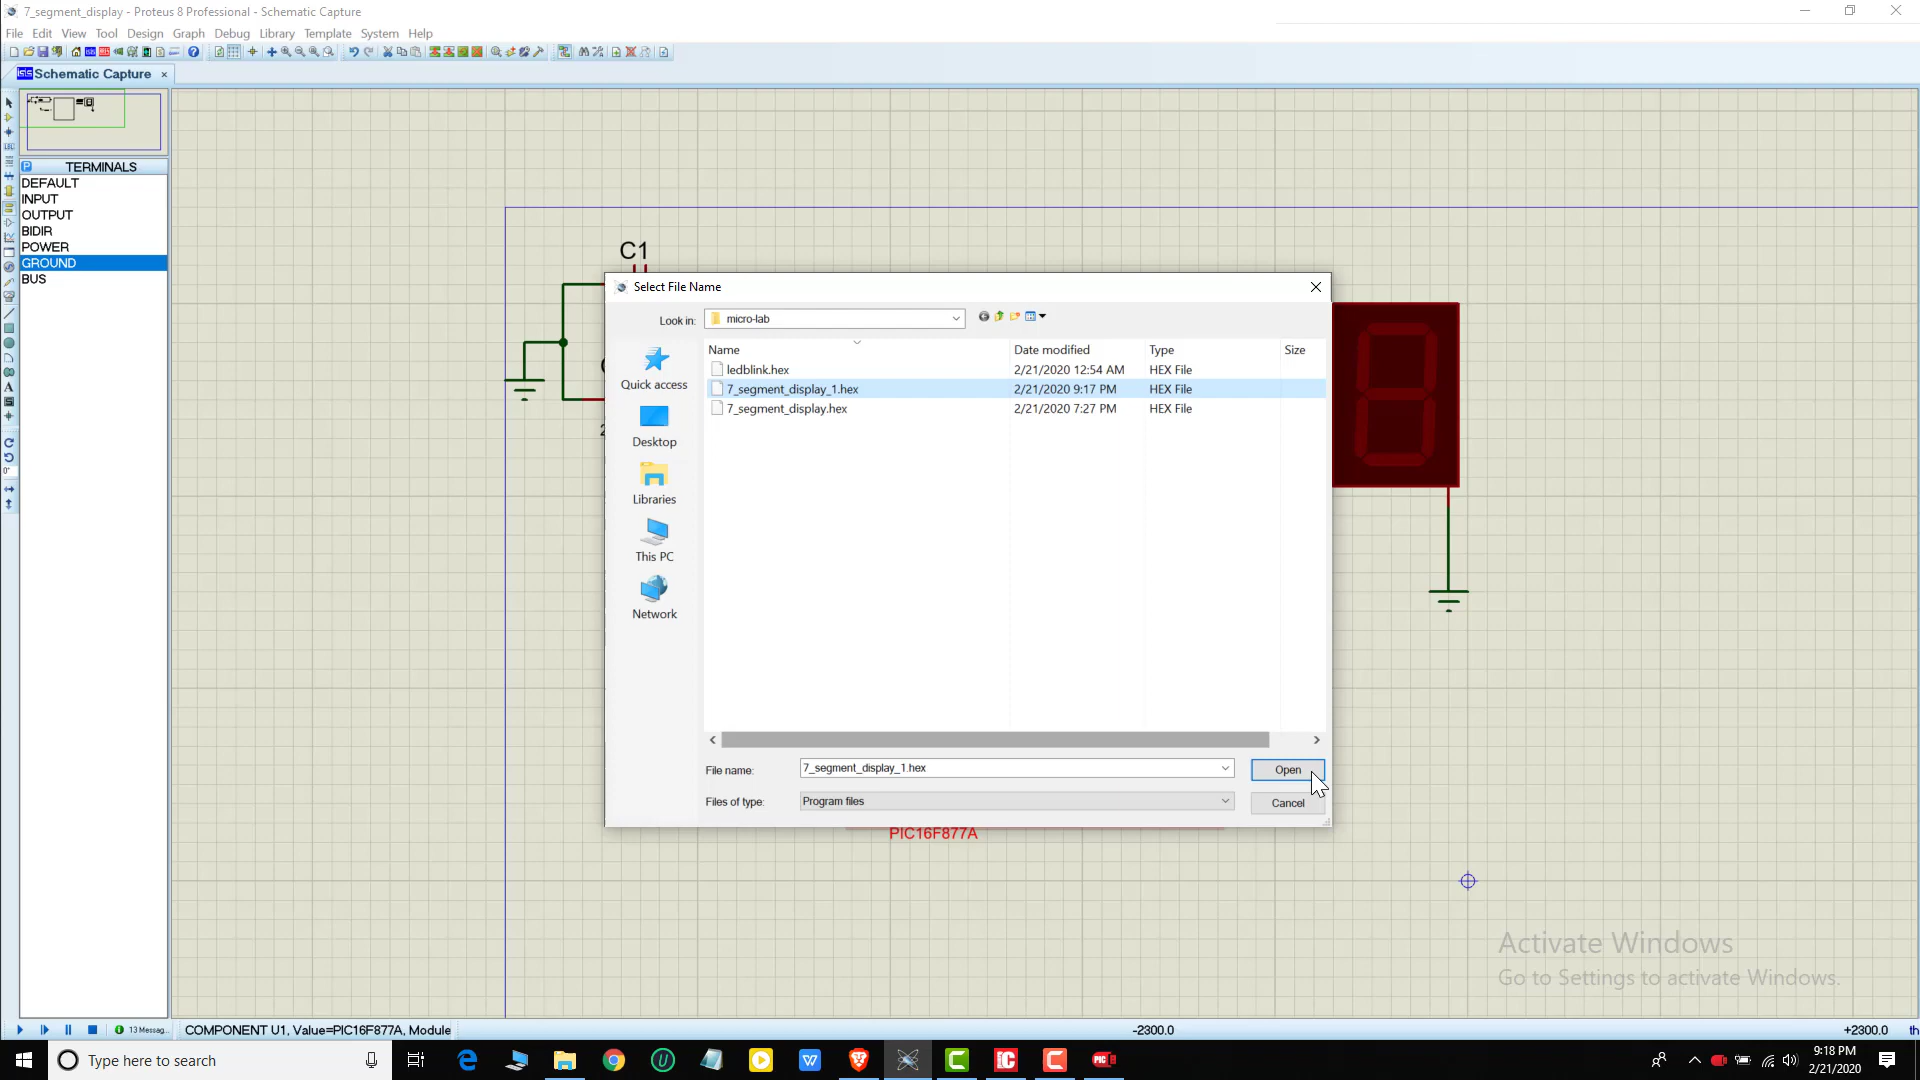 7_segment_display - Proteus 8 Professional - Schematic Capture
File Edit View Tool Design Graph Debug Library Template System Help
Schematic Capture
TERMINALS
DEFAULT
INPUT
OUTPUT
BIDIR
POWER
GROUND
BUS
C1
Select File Name
Look in: micro-lab
Name Date modified Type Size
ledblink.hex 2/21/2020 12:54 AM HEX File
7_segment_display_1.hex 2/21/2020 9:17 PM HEX File
7_segment_display.hex 2/21/2020 7:27 PM HEX File
Quick access
Desktop
Libraries
This PC
Network
File name: 7_segment_display_1.hex Open
Files of type: Program files Cancel
PIC16F877A
Activate Windows
Go to Settings to activate Windows.
13 Messag... COMPONENT U1, Value=PIC16F877A, Module -2300.0 +2300.0 th
Type here to search
9:18 PM
2/21/2020